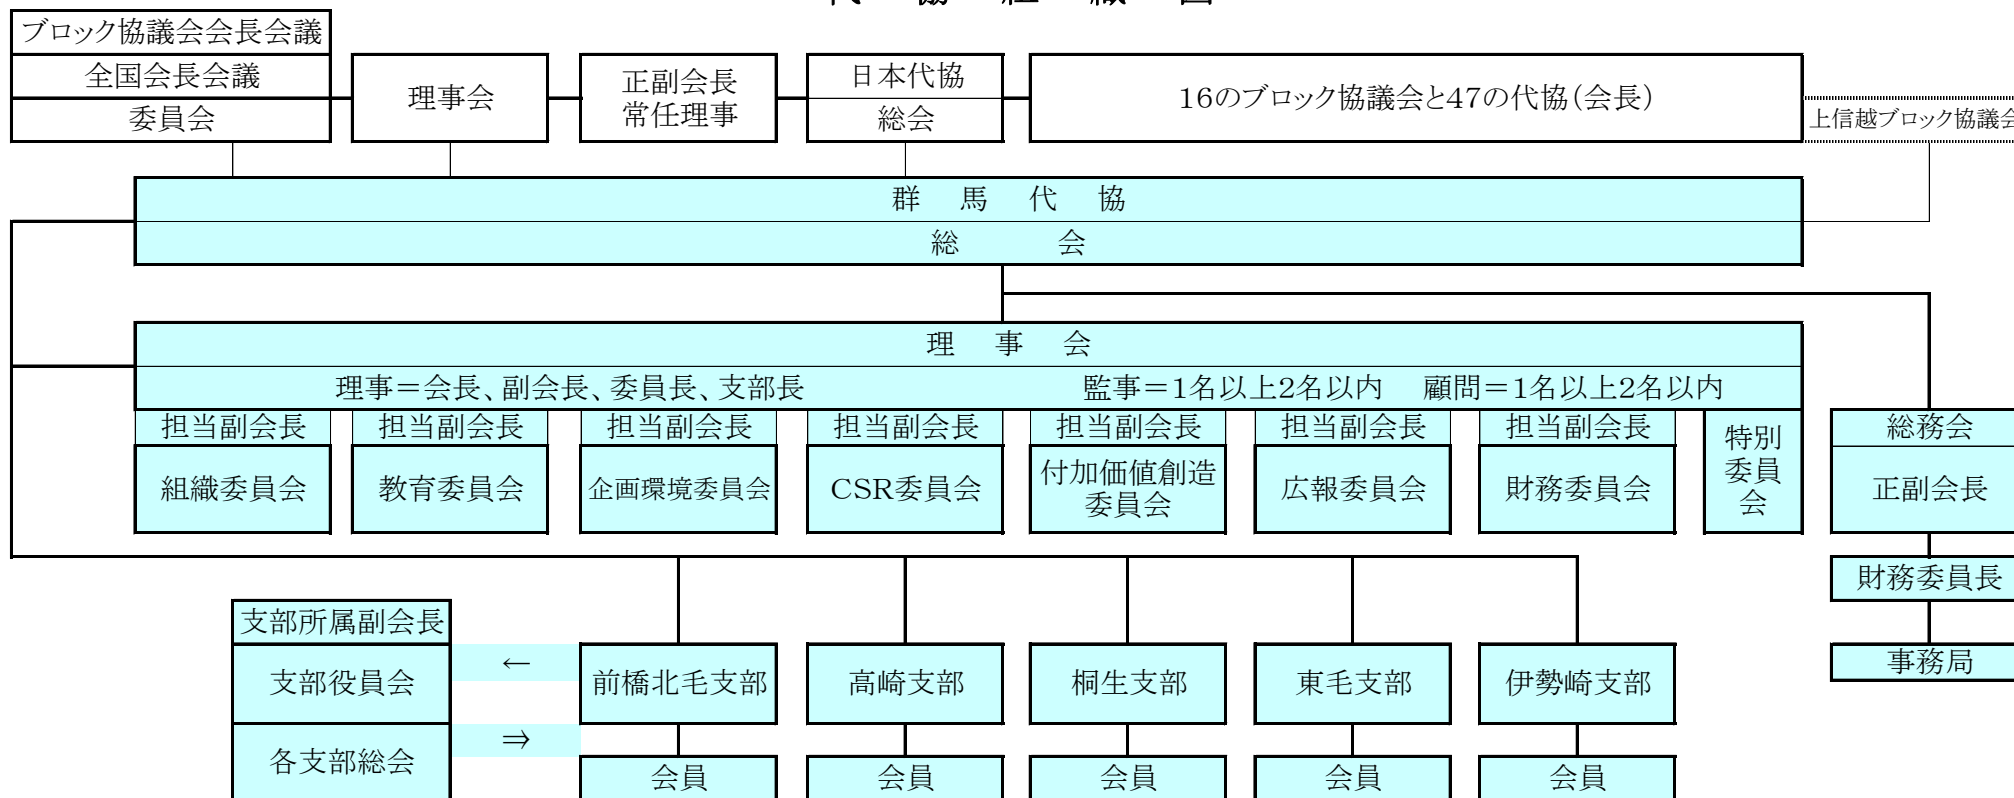 代 協 組 織 図
ブロック協議会会長会議
全国会長会議
委員会
理事会
正副会長
常任理事
日本代協
総会
16のブロック協議会と47の代協(会長)
上信越ブロック協議会
群 馬 代 協
総 会
理 事 会
理事=会長、副会長、委員長、支部長 監事=1名以上2名以内 顧問=1名以上2名以内
担当副会長
組織委員会
担当副会長
教育委員会
担当副会長
企画環境委員会
担当副会長
CSR委員会
担当副会長
付加価値創造
委員会
担当副会長
広報委員会
担当副会長
財務委員会
特別
委員
会
総務会
正副会長
財務委員長
事務局
支部所属副会長
支部役員会
各支部総会
←
⇒
前橋北毛支部
高崎支部
桐生支部
東毛支部
伊勢崎支部
会員
会員
会員
会員
会員